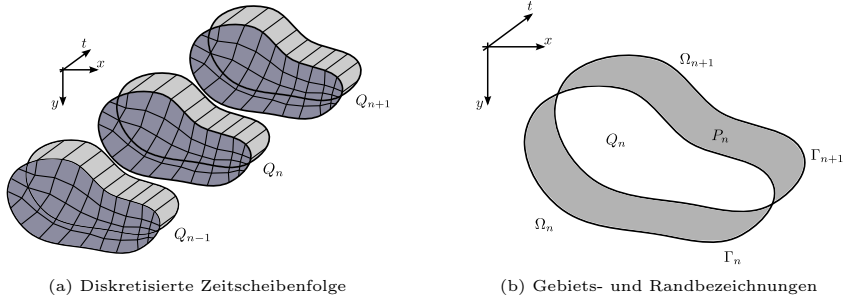 t
x
y
Q_{n+1}
Q_n
Q_{n-1}
(a) Diskretisierte Zeitscheibenfolge
t
x
y
Ω_{n+1}
P_n
Q_n
Γ_{n+1}
Ω_n
Γ_n
(b) Gebiets- und Randbezeichnungen